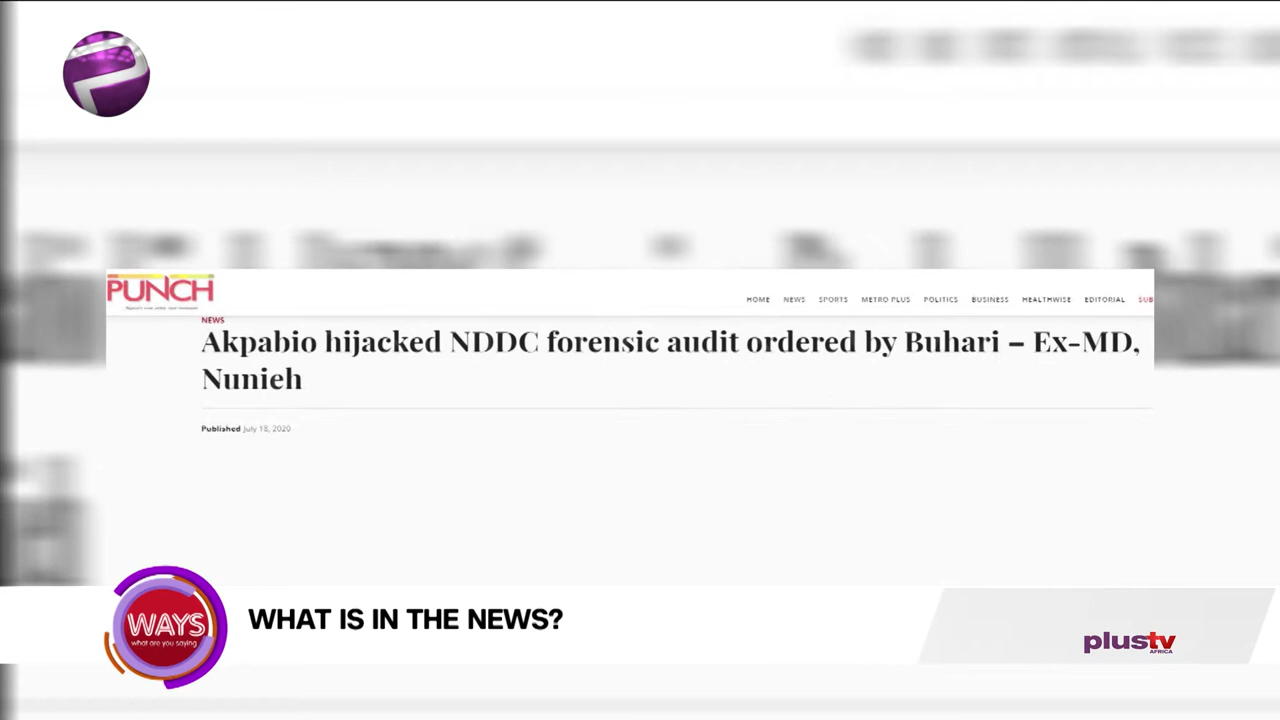 PUNCH
HOME NEWS SPORTS METRO PLUS POLITICS BUSINESS HEALTHWISE EDITORIAL SUB
NEWS
Akpabio hijacked NDDC forensic audit ordered by Buhari – Ex-MD,
Nunieh
Published July 18, 2020
WAYS
what are you saying
WHAT IS IN THE NEWS?
plustv
AFRICA